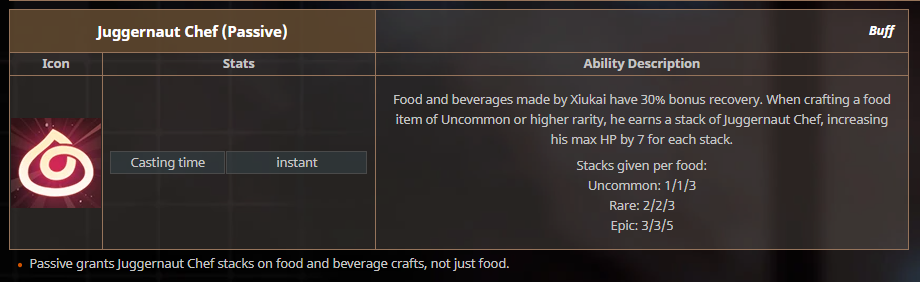 Juggernaut Chef (Passive)
Buff
Icon
Stats
Ability Description
Casting time
instant
Food and beverages made by Xiukai have 30% bonus recovery. When crafting a food
item of Uncommon or higher rarity, he earns a stack of Juggernaut Chef, increasing
his max HP by 7 for each stack.
Stacks given per food:
Uncommon: 1/1/3
Rare: 2/2/3
Epic: 3/3/5
Passive grants Juggernaut Chef stacks on food and beverage crafts, not just food.